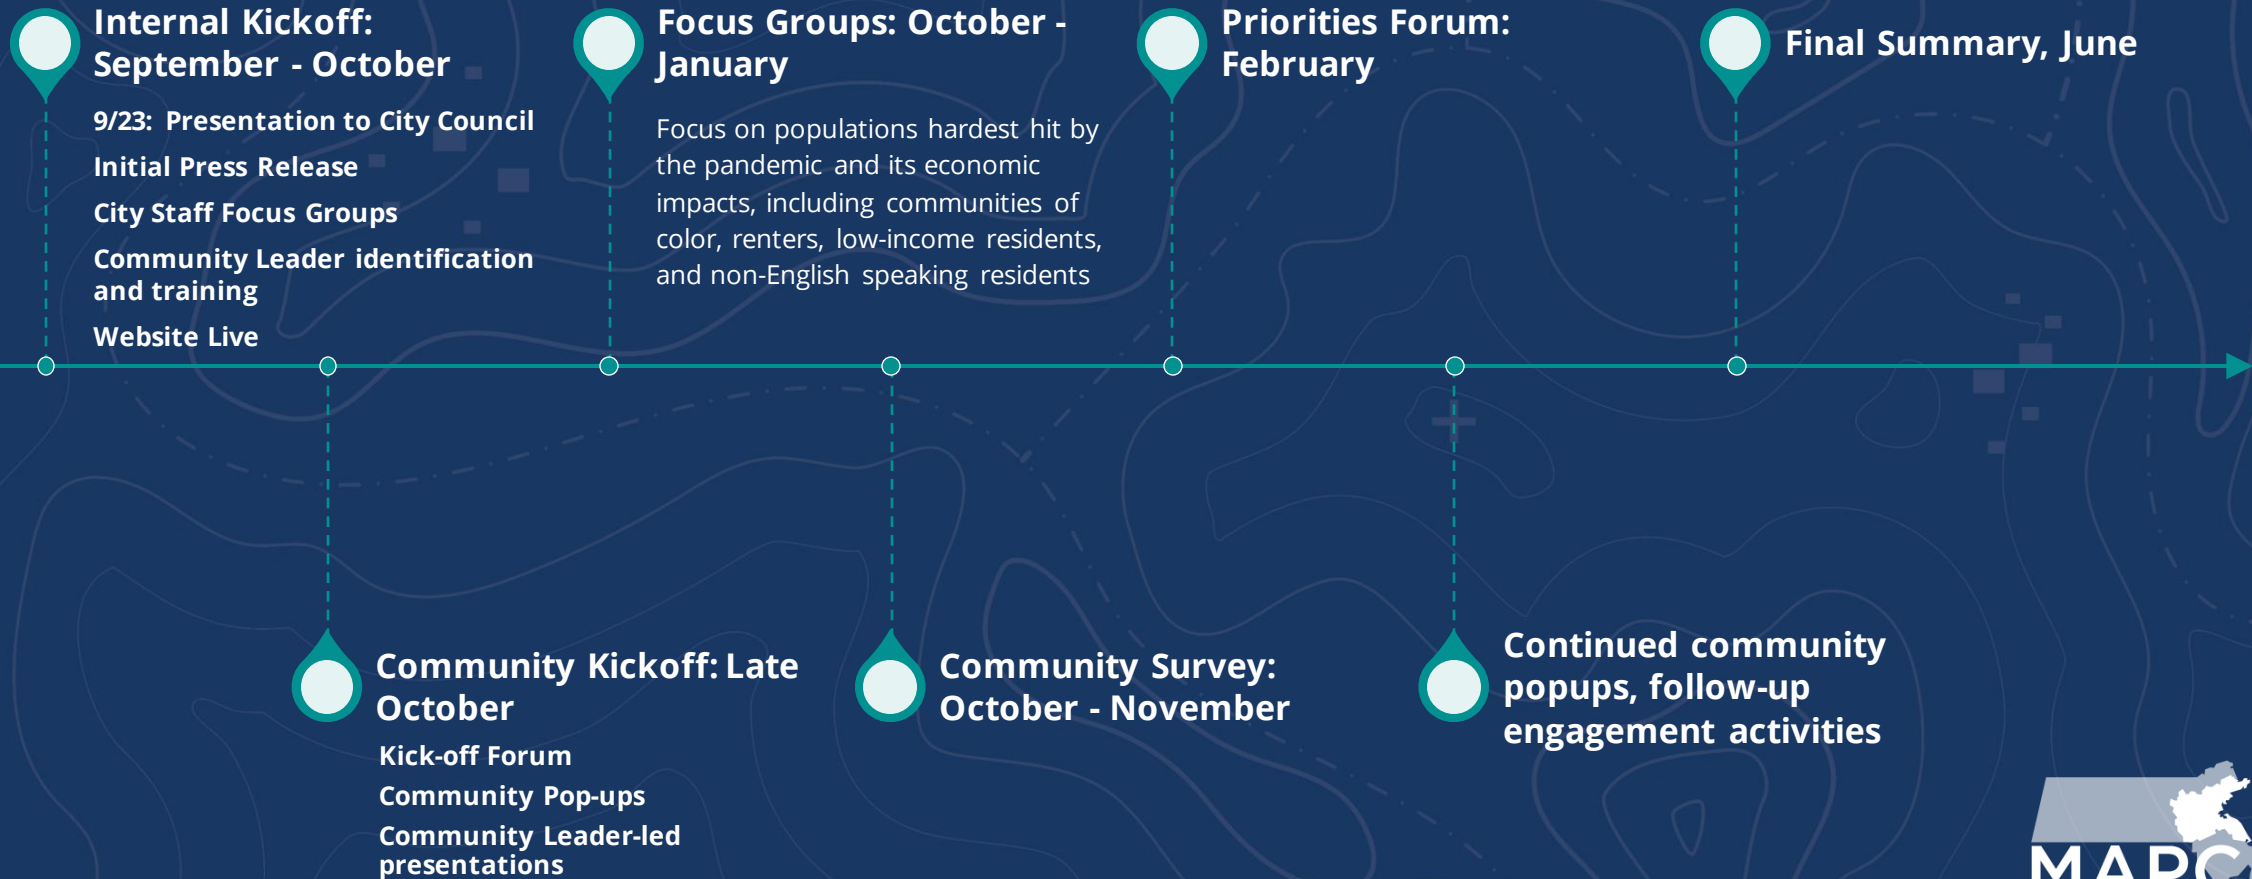 Internal Kickoff:
September - October
9/23: Presentation to City Council
Initial Press Release
City Staff Focus Groups
Community Leader identification
and training
Website Live
Community Kickoff: Late
October
Kick-off Forum
Community Pop-ups
Community Leader-led
presentations
Focus Groups: October -
January
Focus on populations hardest hit by
the pandemic and its economic
impacts, including communities of
color, renters, low-income residents,
and non-English speaking residents
Community Survey:
October - November
Priorities Forum:
February
Continued community
popups, follow-up
engagement activities
Final Summary, June
MAPC